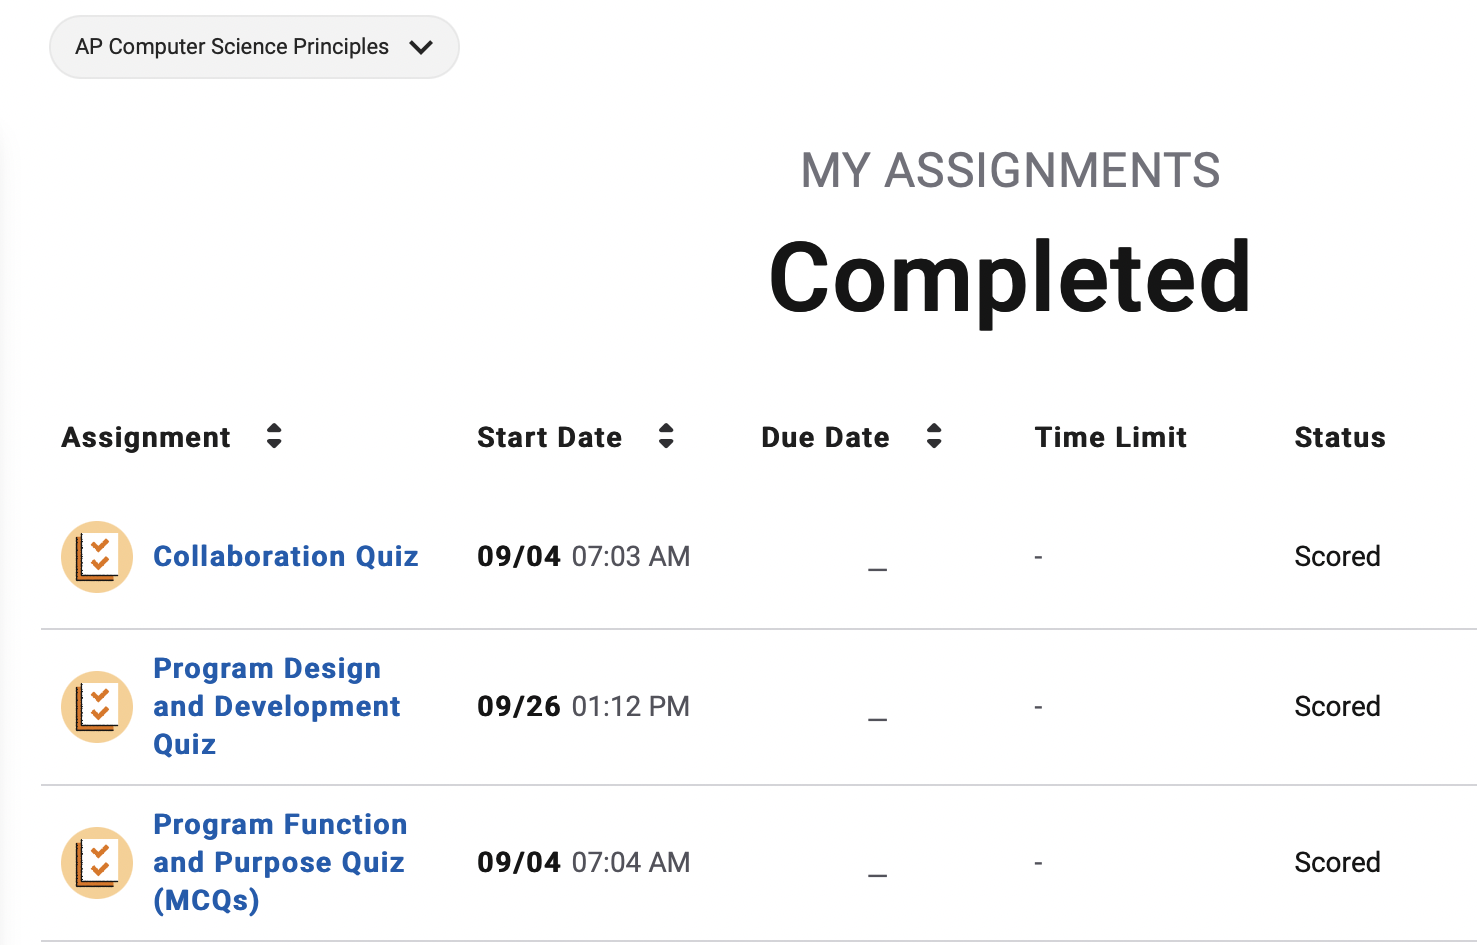 AP Computer Science Principles
MY ASSIGNMENTS
Completed
Assignment Start Date Due Date Time Limit Status
Collaboration Quiz 09/04 07:03 AM _ - Scored
Program Design
and Development 09/26 01:12 PM _ - Scored
Quiz
Program Function
and Purpose Quiz 09/04 07:04 AM _ - Scored
(MCQs)